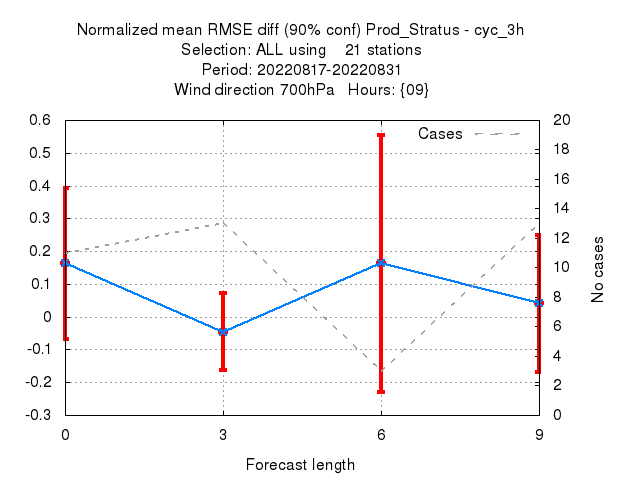 Normalized mean RMSE diff (90% conf) Prod_Stratus - cyc_3h
Selection: ALL using    21 stations
Period: 20220817-20220831
Wind direction 700hPa   Hours: {09}
Cases
0.6
0.5
0.4
0.3
0.2
0.1
0
-0.1
-0.2
-0.3
20
18
16
14
12
10
8
6
4
2
0
No cases
0 3 6 9
Forecast length